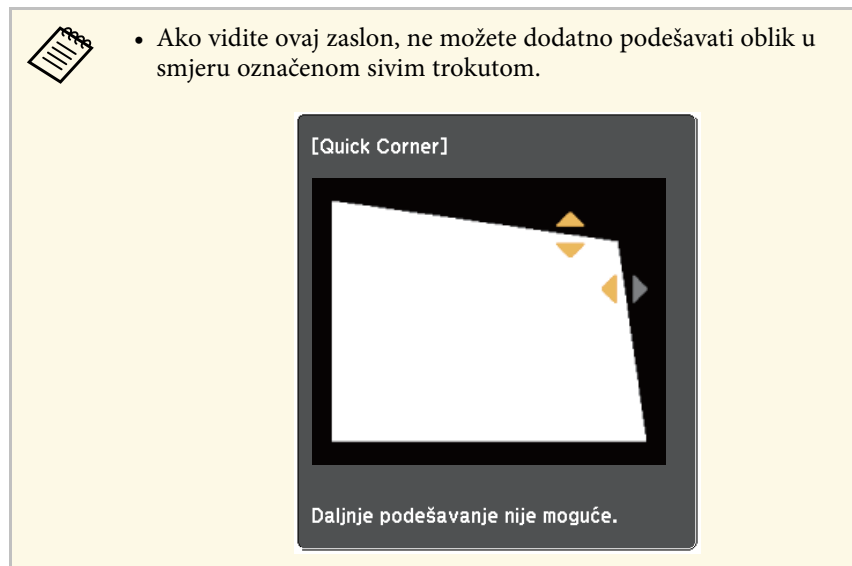 • Ako vidite ovaj zaslon, ne možete dodatno podešavati oblik u
smjeru označenom sivim trokutom.
[Quick Corner]
Daljnje podešavanje nije moguće.